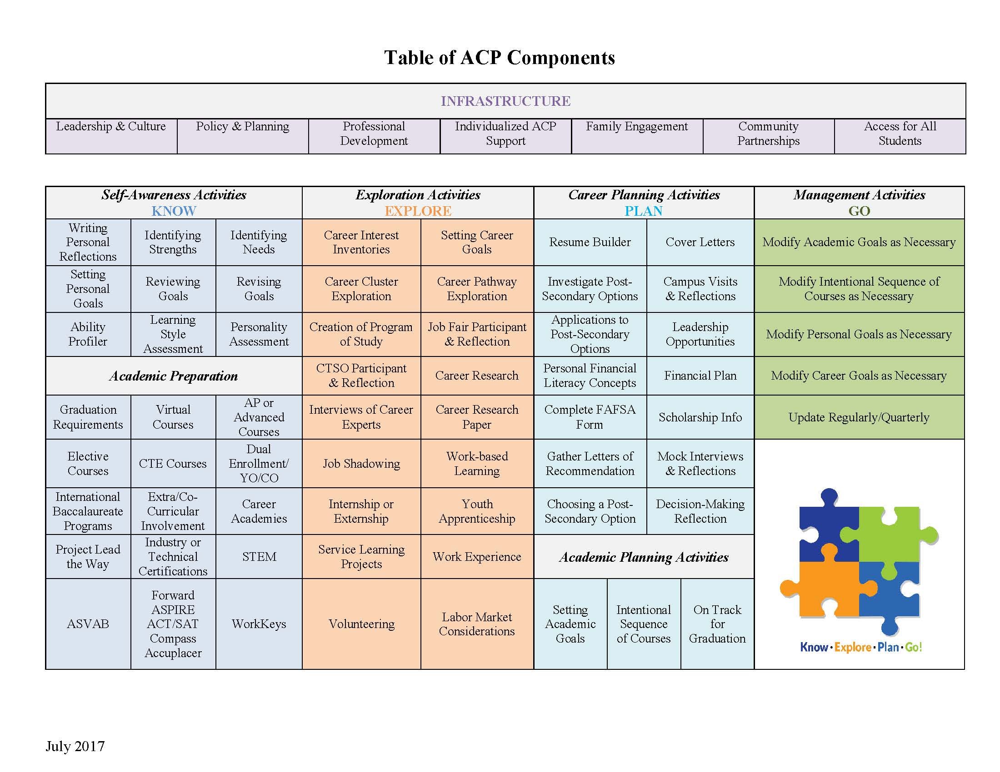 Table of ACP Components
INFRASTRUCTURE
Leadership & Culture
Policy & Planning
Professional
Development
Individualized ACP
Support
Family Engagement
Community
Partnerships
Access for All
Students
Self-Awareness Activities
KNOW
Exploration Activities
EXPLORE
Career Planning Activities
PLAN
Management Activities
GO
Writing
Personal
Reflections
Identifying
Strengths
Identifying
Needs
Career Interest
Inventories
Setting Career
Goals
Resume Builder
Cover Letters
Modify Academic Goals as Necessary
Setting
Personal
Goals
Reviewing
Goals
Revising
Goals
Career Cluster
Exploration
Career Pathway
Exploration
Investigate Post-
Secondary Options
Campus Visits
& Reflections
Modify Intentional Sequence of
Courses as Necessary
Ability
Profiler
Learning
Style
Assessment
Personality
Assessment
Creation of Program
of Study
Job Fair Participant
& Reflection
Applications to
Post-Secondary
Options
Leadership
Opportunities
Modify Personal Goals as Necessary
Academic Preparation
CTSO Participant
& Reflection
Career Research
Personal Financial
Literacy Concepts
Financial Plan
Modify Career Goals as Necessary
Graduation
Requirements
Virtual
Courses
AP or
Advanced
Courses
Interviews of Career
Experts
Career Research
Paper
Complete FAFSA
Form
Scholarship Info
Update Regularly/Quarterly
Elective
Courses
CTE Courses
Dual
Enrollment/
YO/CO
Job Shadowing
Work-based
Learning
Gather Letters of
Recommendation
Mock Interviews
& Reflections
International
Baccalaureate
Programs
Extra/Co-
Curricular
Involvement
Career
Academies
Internship or
Externship
Youth
Apprenticeship
Choosing a Post-
Secondary Option
Decision-Making
Reflection
Project Lead
the Way
Industry or
Technical
Certifications
STEM
Service Learning
Projects
Work Experience
Academic Planning Activities
ASVAB
Forward
ASPIRE
ACT/SAT
Compass
Accuplacer
WorkKeys
Volunteering
Labor Market
Considerations
Setting
Academic
Goals
Intentional
Sequence
of Courses
On Track
for
Graduation
Know·Explore·Plan·Go!
July 2017